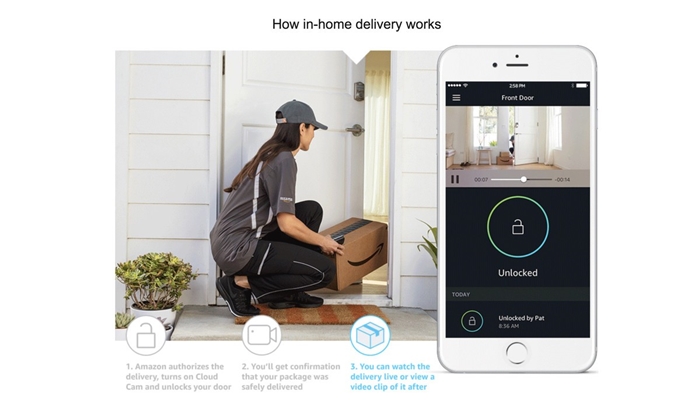 How in-home delivery works
2:58 PM
Front Door
00:07
-00:14
Unlocked
TODAY
Unlocked by Pat
8:56 AM
1. Amazon authorizes the
delivery, turns on Cloud
Cam and unlocks your door
2. You'll get confirmation
that your package was
safely delivered
3. You can watch the
delivery live or view a
video clip of it after